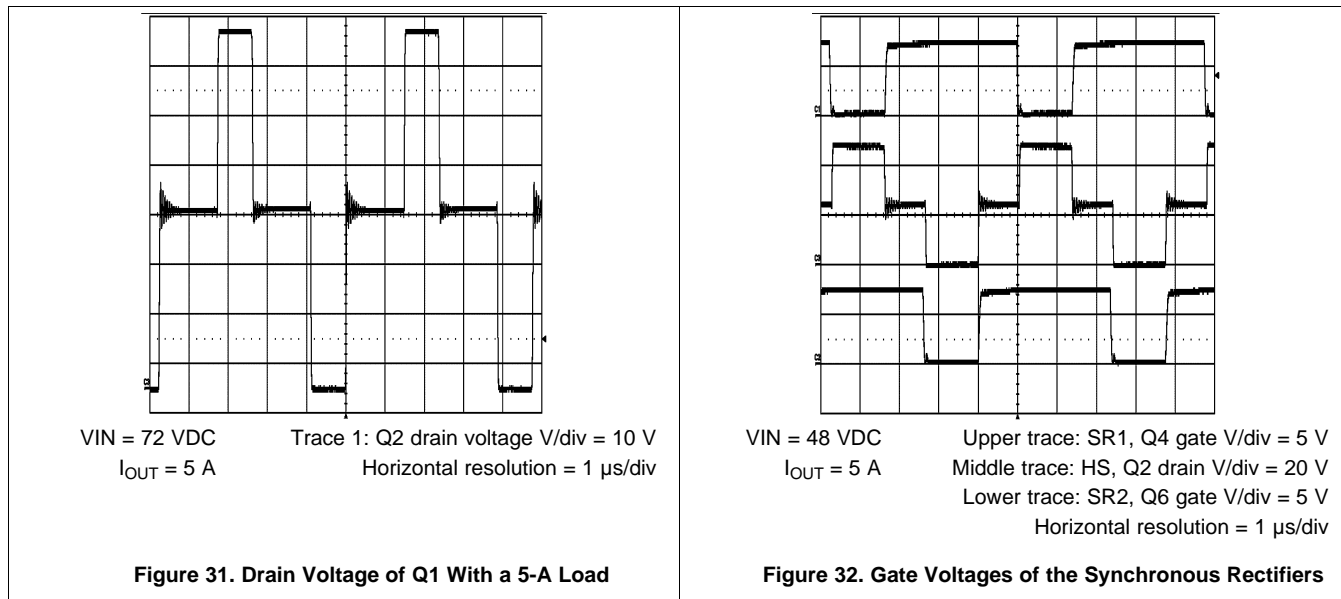 VIN = 72 VDC
Trace 1: Q2 drain voltage V/div = 10 V
I_OUT = 5 A
Horizontal resolution = 1 µs/div
Figure 31. Drain Voltage of Q1 With a 5-A Load
VIN = 48 VDC
Upper trace: SR1, Q4 gate V/div = 5 V
I_OUT = 5 A
Middle trace: HS, Q2 drain V/div = 20 V
Lower trace: SR2, Q6 gate V/div = 5 V
Horizontal resolution = 1 µs/div
Figure 32. Gate Voltages of the Synchronous Rectifiers